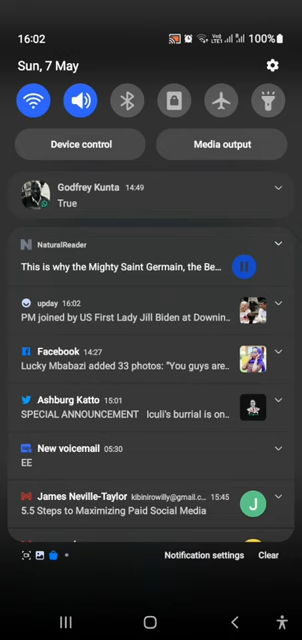 16:02
Vo)
LTE1
100%
Sun, 7 May
Device control
Media output
Godfrey Kunta 14:49
True
NaturalReader
This is why the Mighty Saint Germain, the Be...
upday 16:02
PM joined by US First Lady Jill Biden at Downin..
Facebook 14:27
Lucky Mbabazi added 33 photos: "You guys are..
Ashburg Katto 15:01
SPECIAL ANNOUNCEMENT Iculi's burrial is on..
New voicemail 05:30
EE
James Neville-Taylor kibinirowilly@gmail.c... 15:45
5.5 Steps to Maximizing Paid Social Media
J
Notification settings
Clear